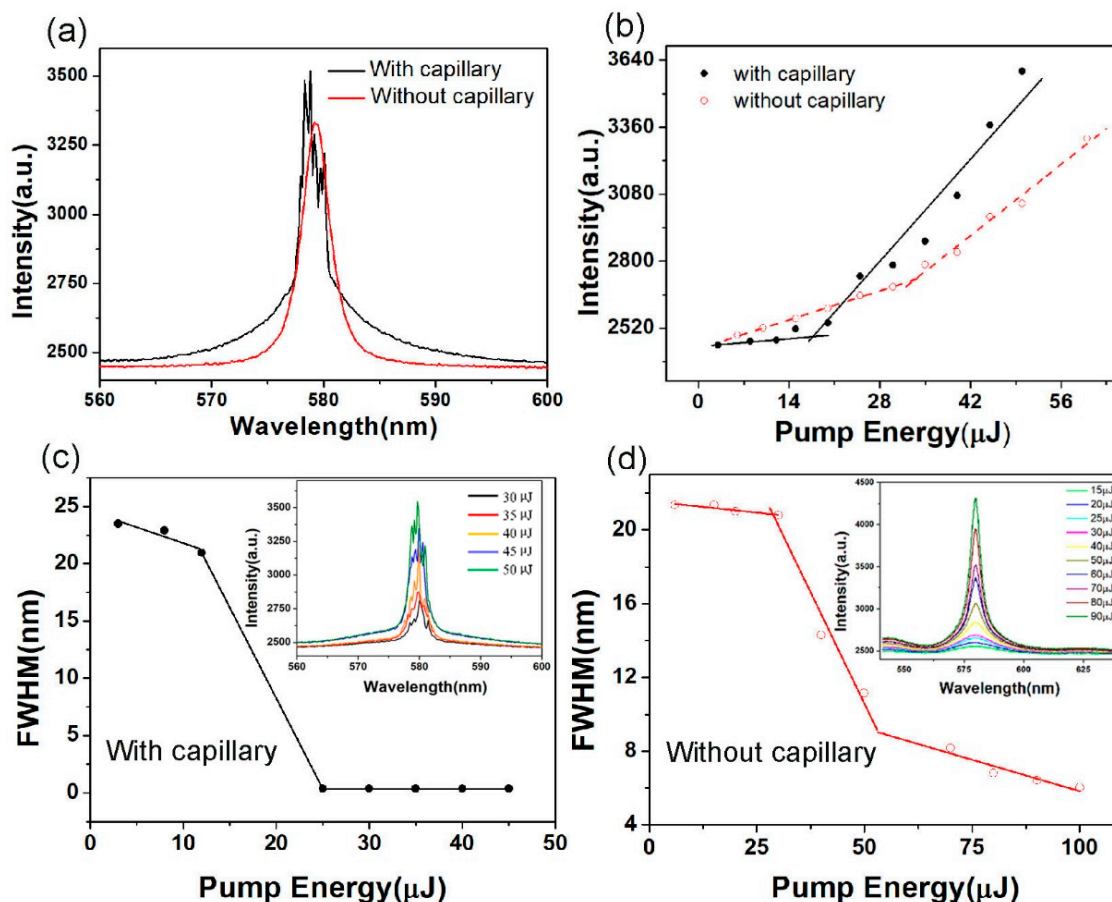 (a)
3500
3250
3000
2750
2500
Intensity(a.u.)
With capillary
Without capillary
560 570 580 590 600
Wavelength(nm)
(b)
3640
3360
3080
2800
2520
Intensity(a.u.)
with capillary
without capillary
0 14 28 42 56
Pump Energy(μJ)
(c)
25
20
15
10
5
0
FWHM(nm)
With capillary
0 10 20 30 40 50
Pump Energy(μJ)
3500
3250
3000
2750
2500
Intensity(a.u.)
30 μJ
35 μJ
40 μJ
45 μJ
50 μJ
560 570 580 590 600
Wavelength(nm)
(d)
22
20
18
16
14
12
10
8
6
4
FWHM(nm)
Without capillary
0 25 50 75 100
Pump Energy(μJ)
4500
4000
3500
3000
2500
Intensity(a.u.)
15μJ
20μJ
25μJ
30μJ
40μJ
50μJ
60μJ
70μJ
80μJ
90μJ
550 575 600 625
Wavelength(nm)